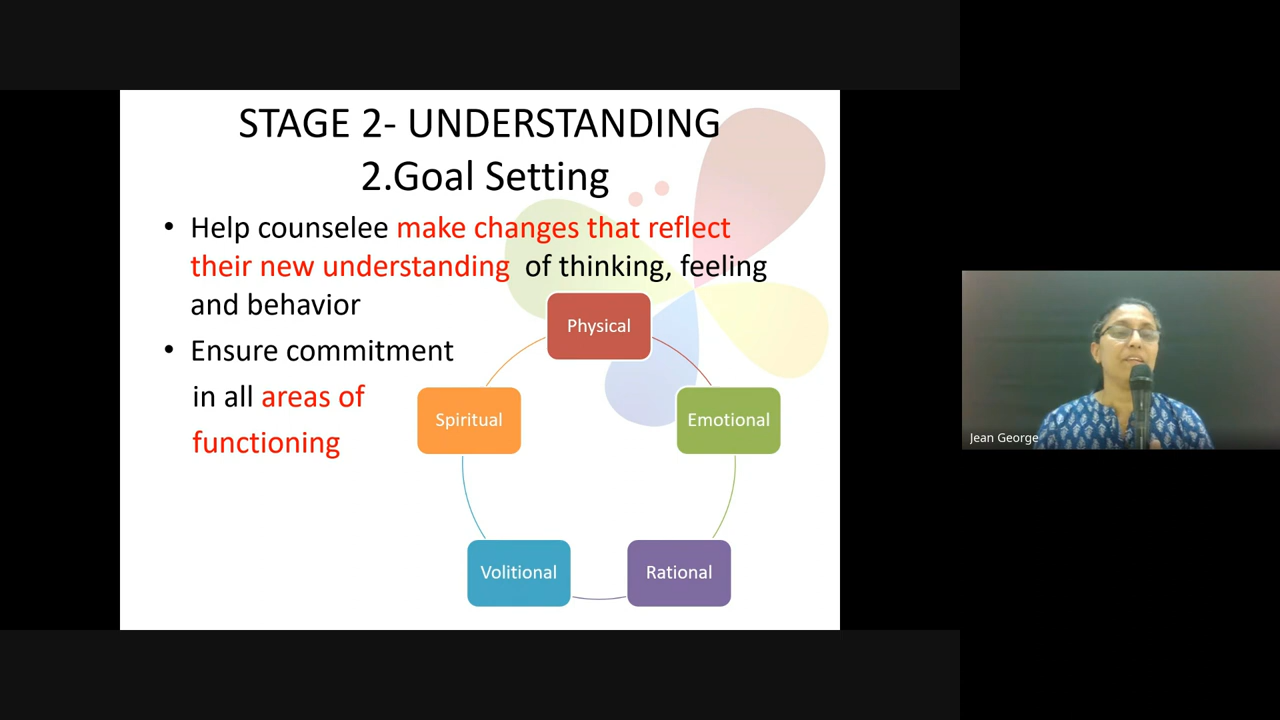 STAGE 2- UNDERSTANDING
2.Goal Setting
• Help counselee make changes that reflect
their new understanding of thinking, feeling
and behavior
• Ensure commitment
in all areas of
functioning
Physical
Emotional
Rational
Volitional
Spiritual
Jean George